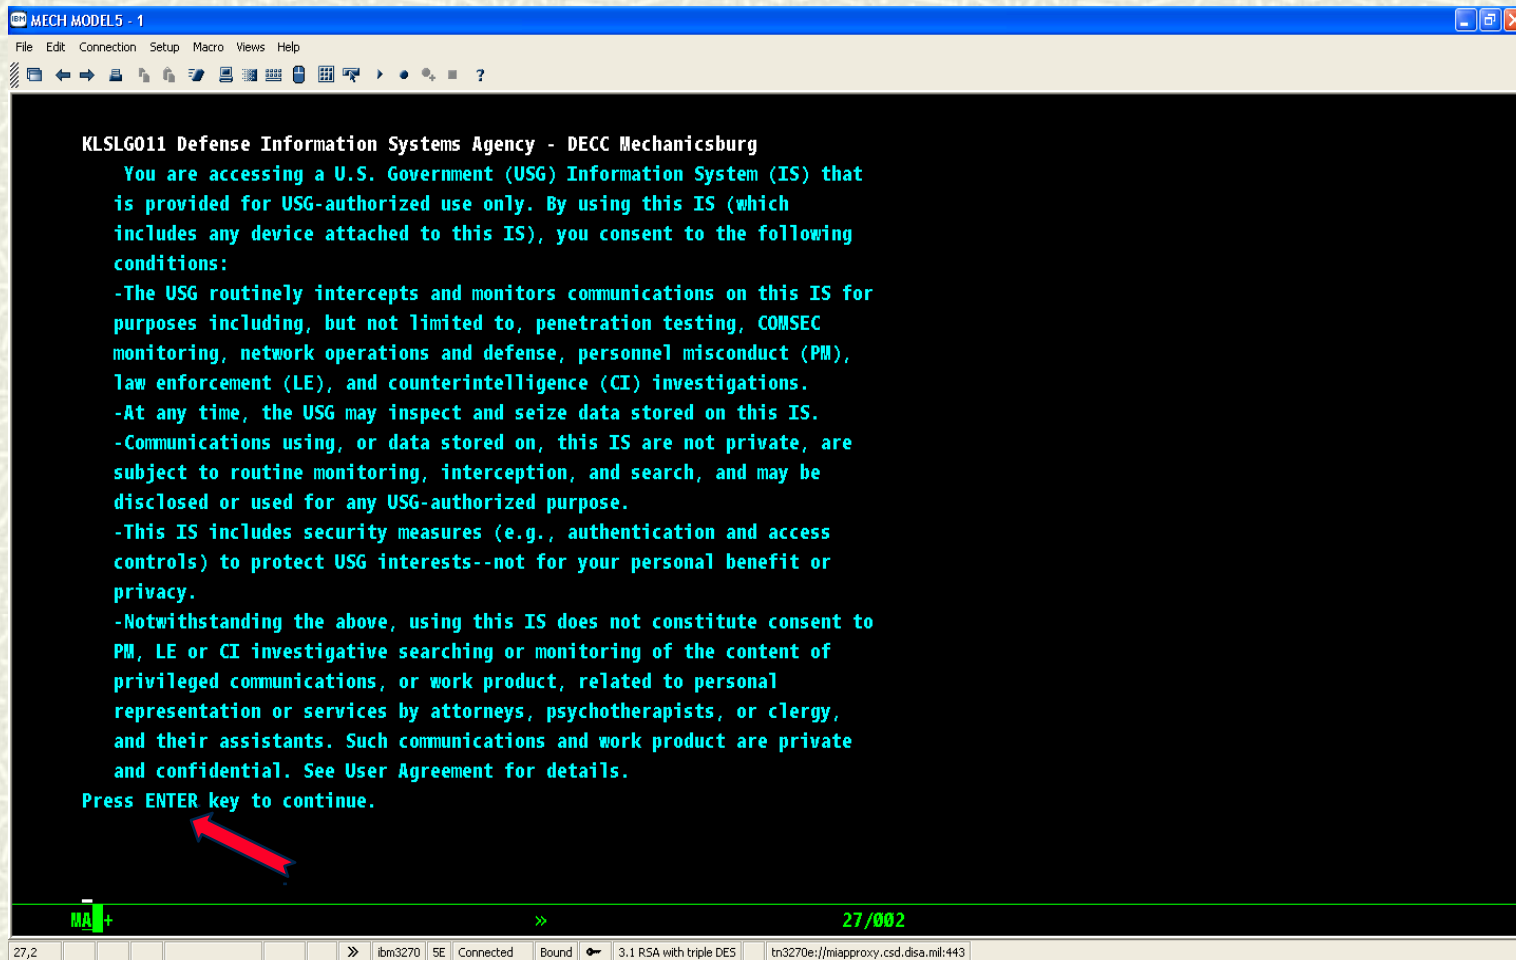 IBM MECH MODEL5 - 1
File Edit Connection Setup Macro Views Help
?
KLSLGO11 Defense Information Systems Agency - DECC Mechanicsburg
You are accessing a U.S. Government (USG) Information System (IS) that
is provided for USG-authorized use only. By using this IS (which
includes any device attached to this IS), you consent to the following
conditions:
-The USG routinely intercepts and monitors communications on this IS for
purposes including, but not limited to, penetration testing, COMSEC
monitoring, network operations and defense, personnel misconduct (PM),
law enforcement (LE), and counterintelligence (CI) investigations.
-At any time, the USG may inspect and seize data stored on this IS.
-Communications using, or data stored on, this IS are not private, are
subject to routine monitoring, interception, and search, and may be
disclosed or used for any USG-authorized purpose.
-This IS includes security measures (e.g., authentication and access
controls) to protect USG interests--not for your personal benefit or
privacy.
-Notwithstanding the above, using this IS does not constitute consent to
PM, LE or CI investigative searching or monitoring of the content of
privileged communications, or work product, related to personal
representation or services by attorneys, psychotherapists, or clergy,
and their assistants. Such communications and work product are private
and confidential. See User Agreement for details.
Press ENTER key to continue.
MA + » 27/002
27,2 » ibm3270 5E Connected Bound 3.1 RSA with triple DES tn3270e://miapproxy.csd.disa.mil:443